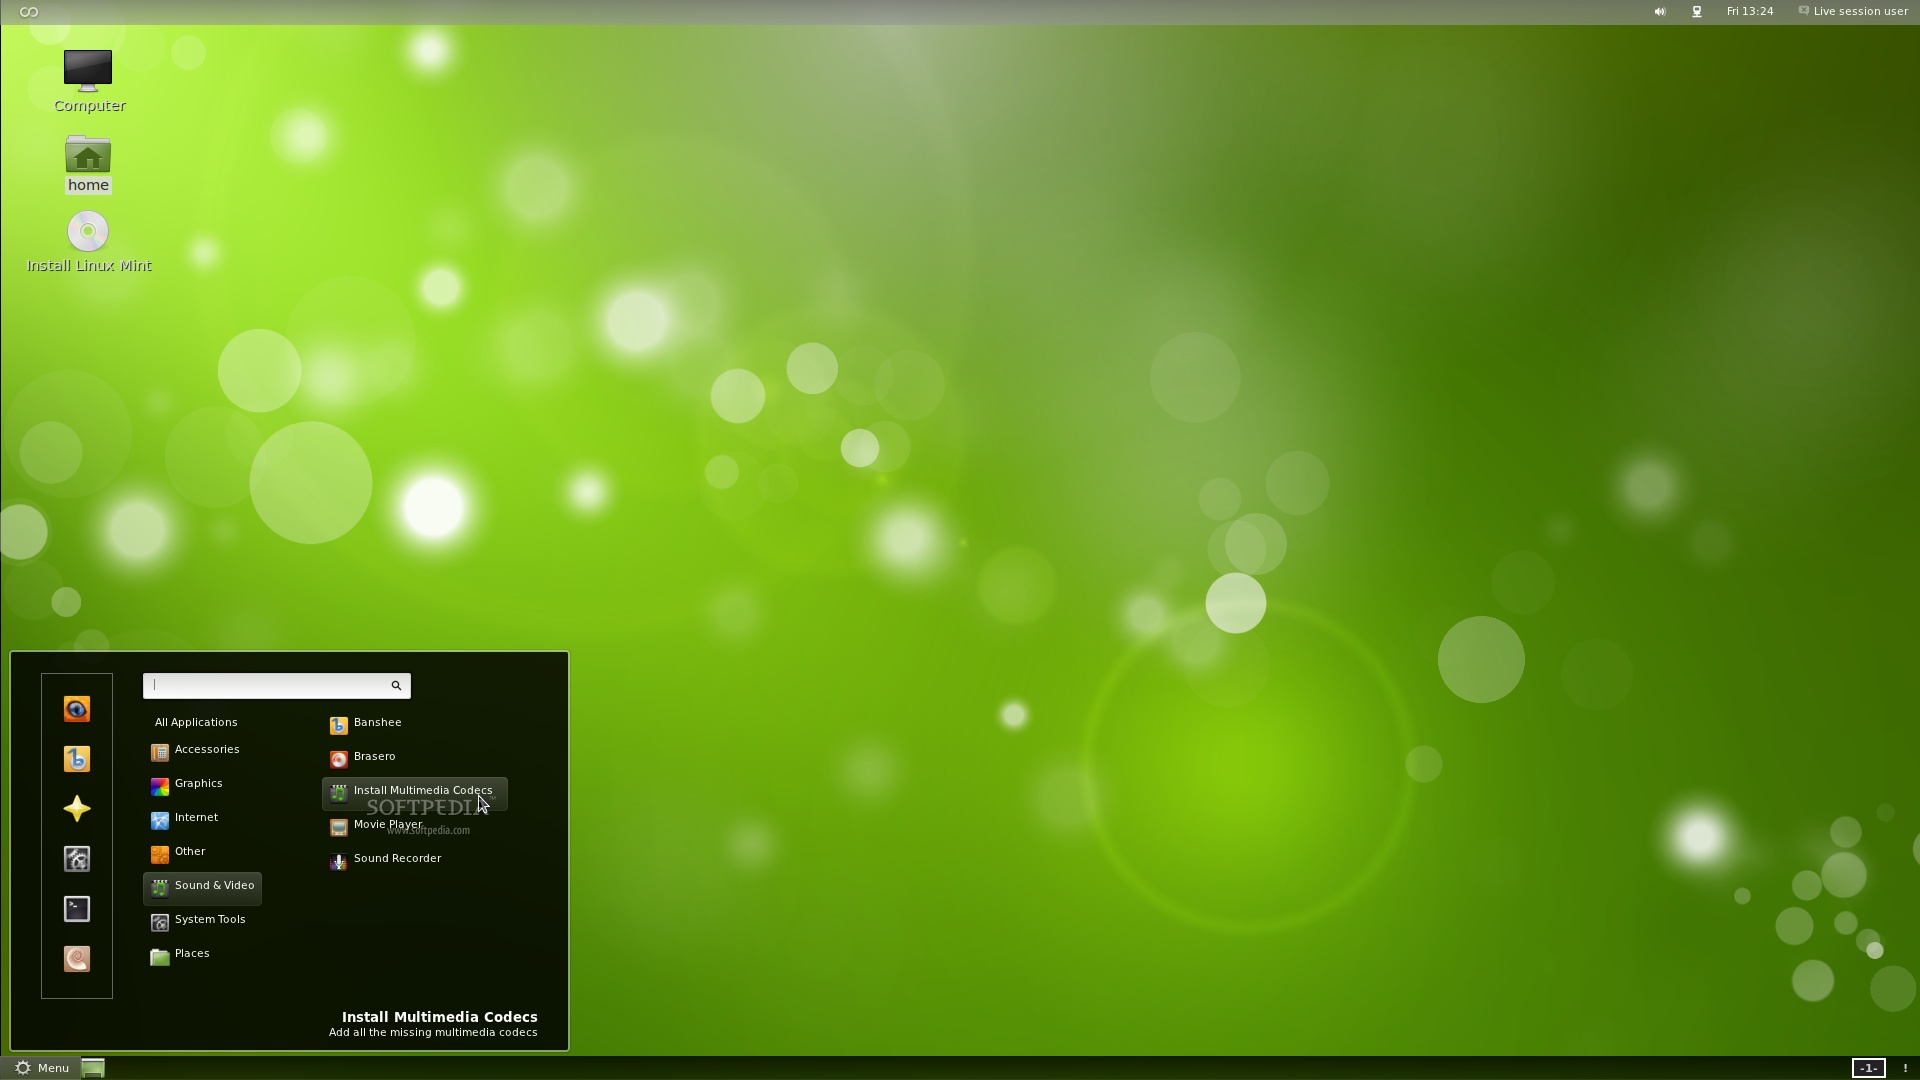 Fri 13:24
Live session user
Computer
home
Install Linux Mint
All Applications
Accessories
Graphics
Internet
Other
Sound & Video
System Tools
Places
Banshee
Brasero
Install Multimedia Codecs
SOFTPEDIA™
Movie Player
www.softpedia.com
Sound Recorder
Install Multimedia Codecs
Add all the missing multimedia codecs
Menu
-1-
!